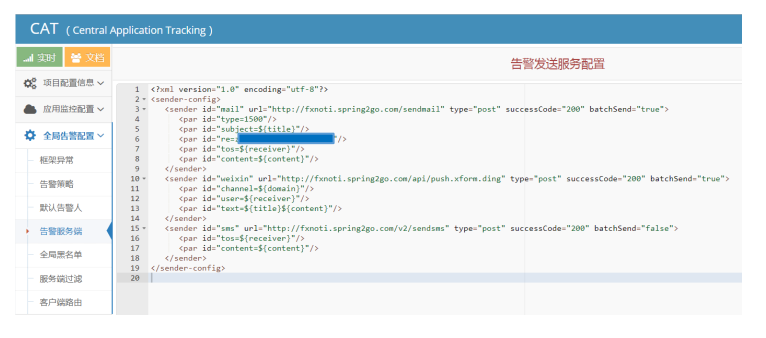 CAT ( Central Application Tracking )
实时 文档
告警发送服务配置
项目配置信息
应用监控配置
全局告警配置
框架异常
告警策略
默认告警人
告警服务端
全局黑名单
服务端过滤
客户端路由
1 <?xml version="1.0" encoding="utf-8"?>
2 <sender-config>
3 <sender id="mail" url="http://fxnoti.spring2go.com/sendmail" type="post" successCode="200" batchSend="true">
4 <par id="type=1500"/>
5 <par id="subject=${title}"/>
6 <par id="re= "/>
7 <par id="tos=${receiver}"/>
8 <par id="content=${content}"/>
9 </sender>
10 <sender id="weixin" url="http://fxnoti.spring2go.com/api/push.xform.ding" type="post" successCode="200" batchSend="true">
11 <par id="channel=${domain}"/>
12 <par id="user=${receiver}"/>
13 <par id="text=${title}${content}"/>
14 </sender>
15 <sender id="sms" url="http://fxnoti.spring2go.com/v2/sendsms" type="post" successCode="200" batchSend="false">
16 <par id="tos=${receiver}"/>
17 <par id="content=${content}"/>
18 </sender>
19 </sender-config>
20